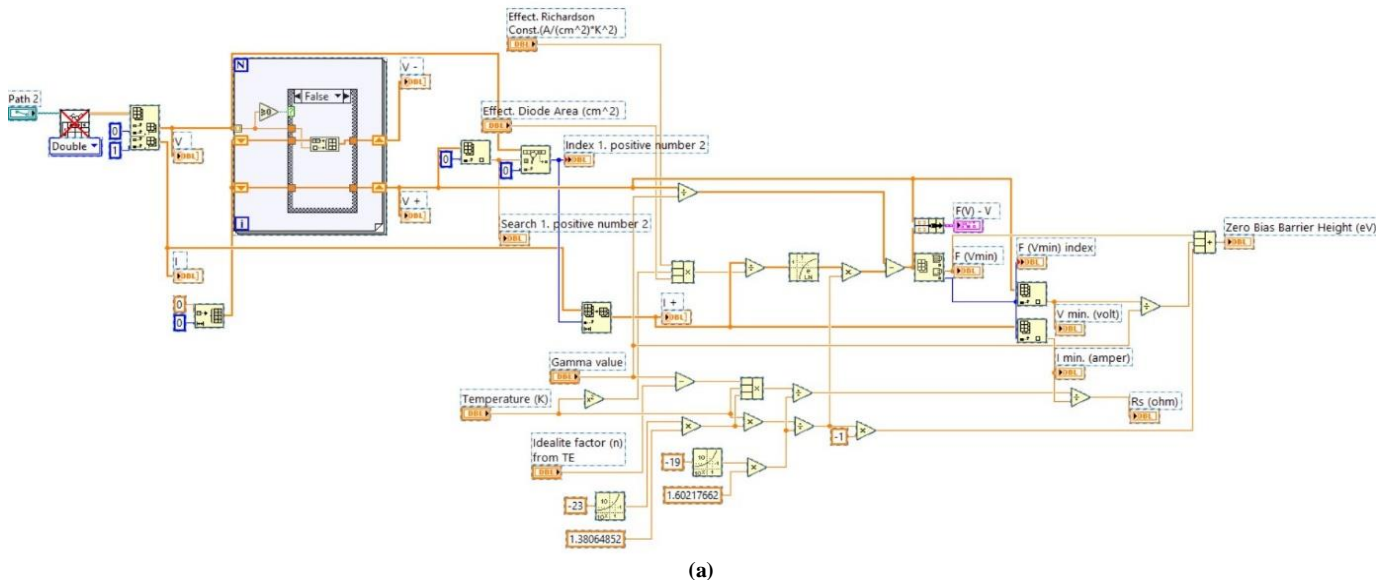 Effect. Richardson
Const.(A/(cm^2)*K^2)
DBL
N
V -
DBL
False
Path 2
Effect. Diode Area (cm^2)
DBL
≥0
Double
0
1
V
DBL
Index 1. positive number 2
DBL
0
0
V +
DBL
F(V) - V
Zero Bias Barrier Height (eV)
DBL
F (Vmin) index
DBL
i
Search 1. positive number 2
DBL
F (Vmin)
DBL
LN
I
DBL
0
0
I +
DBL
V min. (volt)
DBL
Gamma value
DBL
I min. (amper)
DBL
Temperature (K)
DBL
x²
Rs (ohm)
DBL
-1
Idealite factor (n)
from TE
DBL
-19
1.60217662
-23
1.38064852
(a)